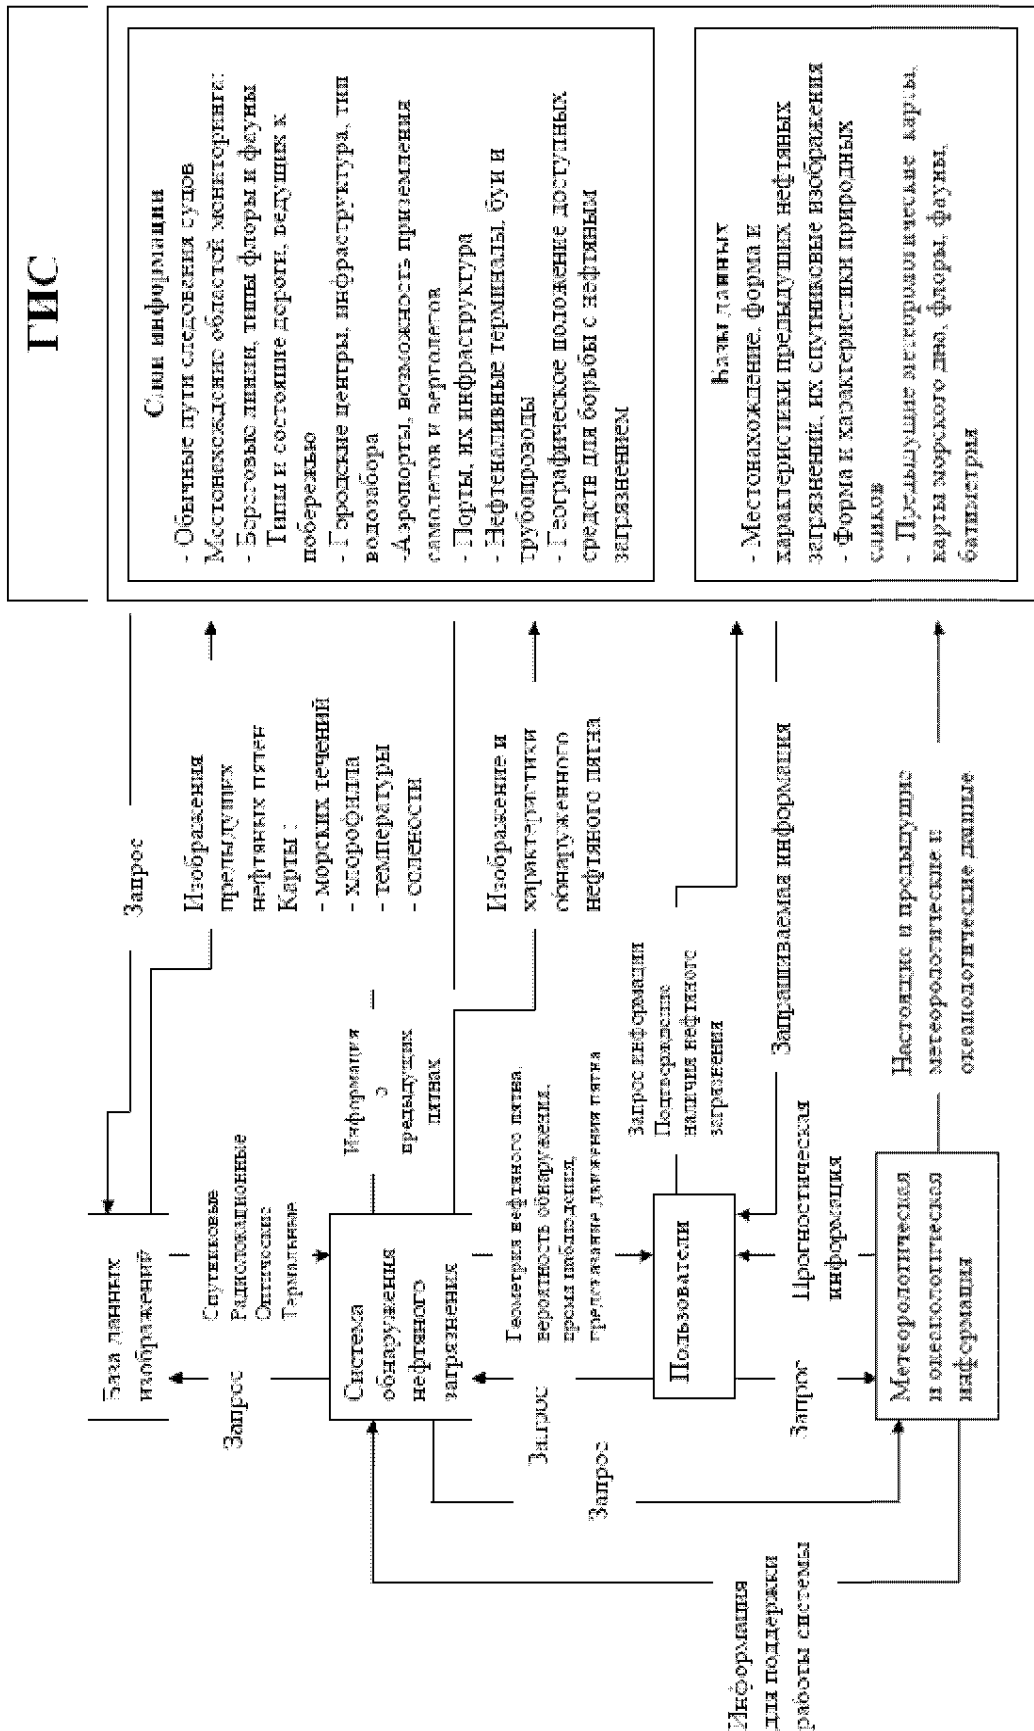 ГИС
Слои информации
- Обычные пути следования судов
Местонахождение областей мониторинга:
- Береговые линии, типы флоры и фауны
Типы и состояние дороги, ведущих к
побережью
- Городские центры, инфраструктура, тип
водозабора
-Аэропорты, возможность приземления
самолетов и вертолетов
- Порты, их инфраструктура
- Нефтеналивные терминалы, буи и
трубопроводы
- Географическое положение доступных
средств для борьбы с нефтяным
загрязнением
Базы данных
- Местонахождение, форма и
характеристики предыдущих нефтяных
загрязнений, их спутниковые изображения
- Форма и характеристики природных
сликов
- Предыдущие метеорологические карты,
карты морского дна, флоры, фауны,
батиметрия
Запрос
Изображения
предыдущих
нефтяных пятен
Карты :
- морских течений
- хлорофилла
- температуры
- солености
Изображение и
характеристики
обнаруженного
нефтяного пятна
Запрашиваемая информация
Настоящие и предыдущие
метеорологические и
океанологические данные
Информация
о
предыдущих
пятнах
Запрос информации
Подтверждение
наличия нефтяного
загрязнения
База данных
изображений
Спутниковые
Радиолокационные
Оптические
Термальные
Запрос
Система
обнаружения
нефтяного
загрязнения
Геометрия нефтяного пятна,
вероятность обнаружения,
время наблюдения,
предсказание движения пятна
Запрос
Пользователи
Прогностическая
информация
Запрос
Метеорологическая
и океанологическая
информация
Запрос
Информация
для поддержки
работы системы